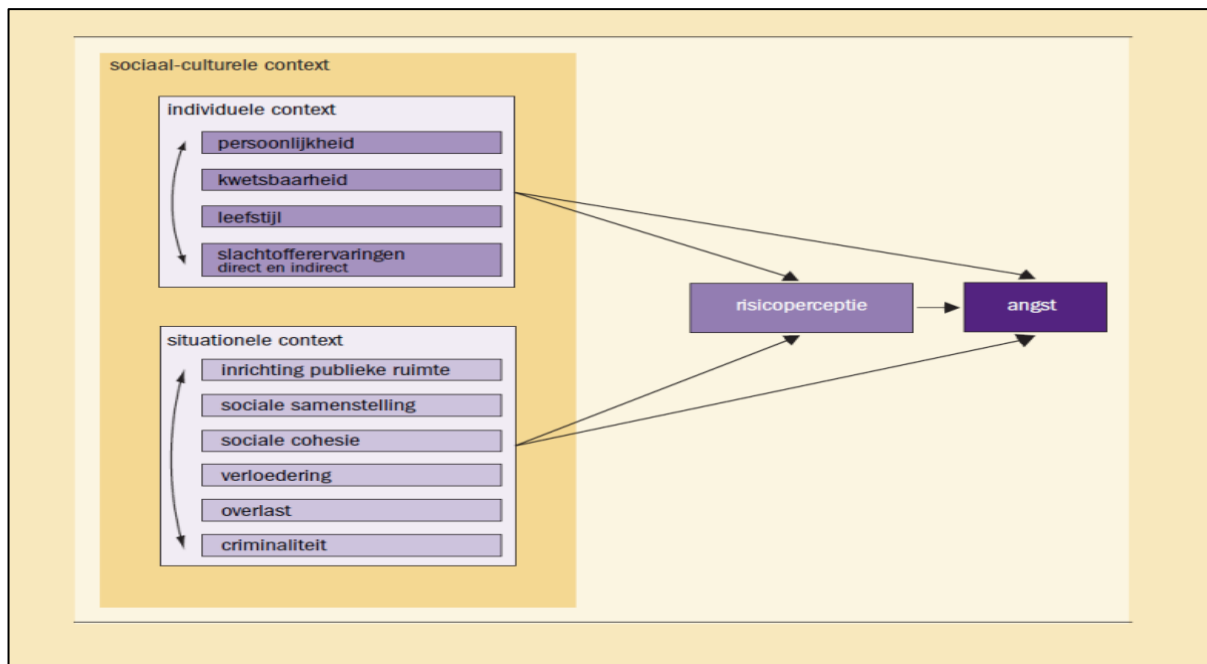 sociaal-culturele context
individuele context
persoonlijkheid
kwetsbaarheid
leefstijl
slachtofferervaringen
direct en indirect
situationele context
inrichting publieke ruimte
sociale samenstelling
sociale cohesie
verloedering
overlast
criminaliteit
risicoperceptie
angst